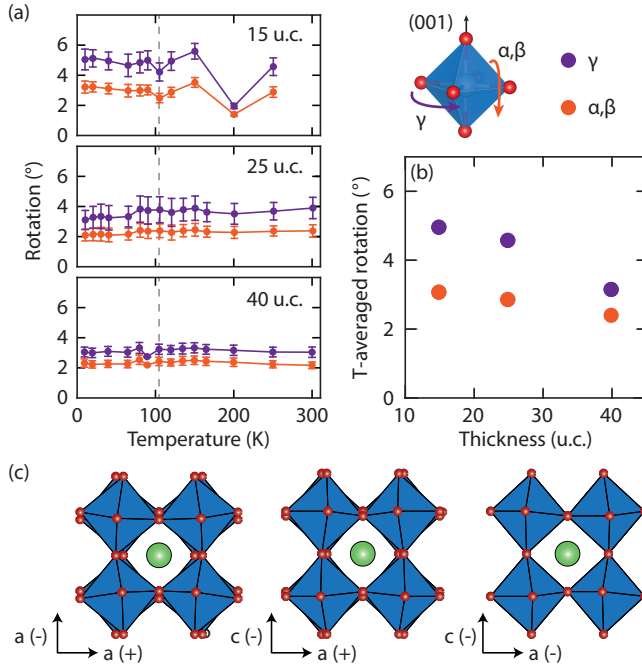 (a)
15 u.c.
6
4
2
0
25 u.c.
6
4
2
0
40 u.c.
6
4
2
0
0
100
200
300
Rotation (°)
Temperature (K)
(001)
α,β
γ
γ
α,β
(b)
6
4
2
0
10
20
30
40
T-averaged rotation (°)
Thickness (u.c.)
(c)
a (-)
a (+)
c (-)
a (+)
c (-)
a (-)